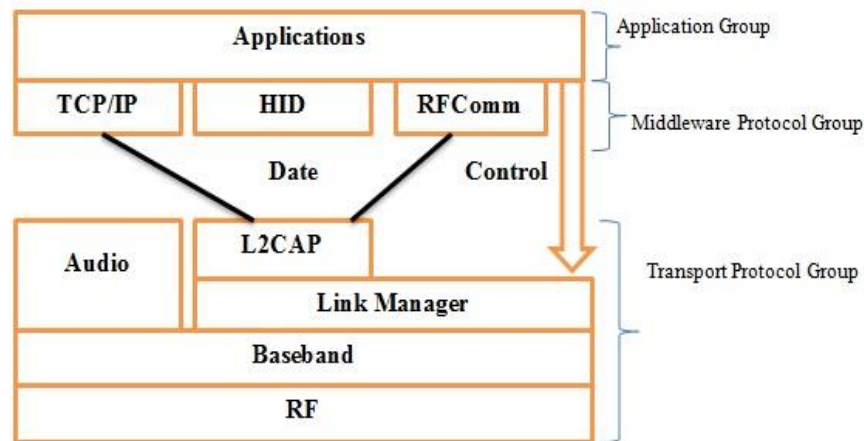 Applications
Application Group
TCP/IP
HID
RFComm
Middleware Protocol Group
Date
Control
Audio
L2CAP
Transport Protocol Group
Link Manager
Baseband
RF